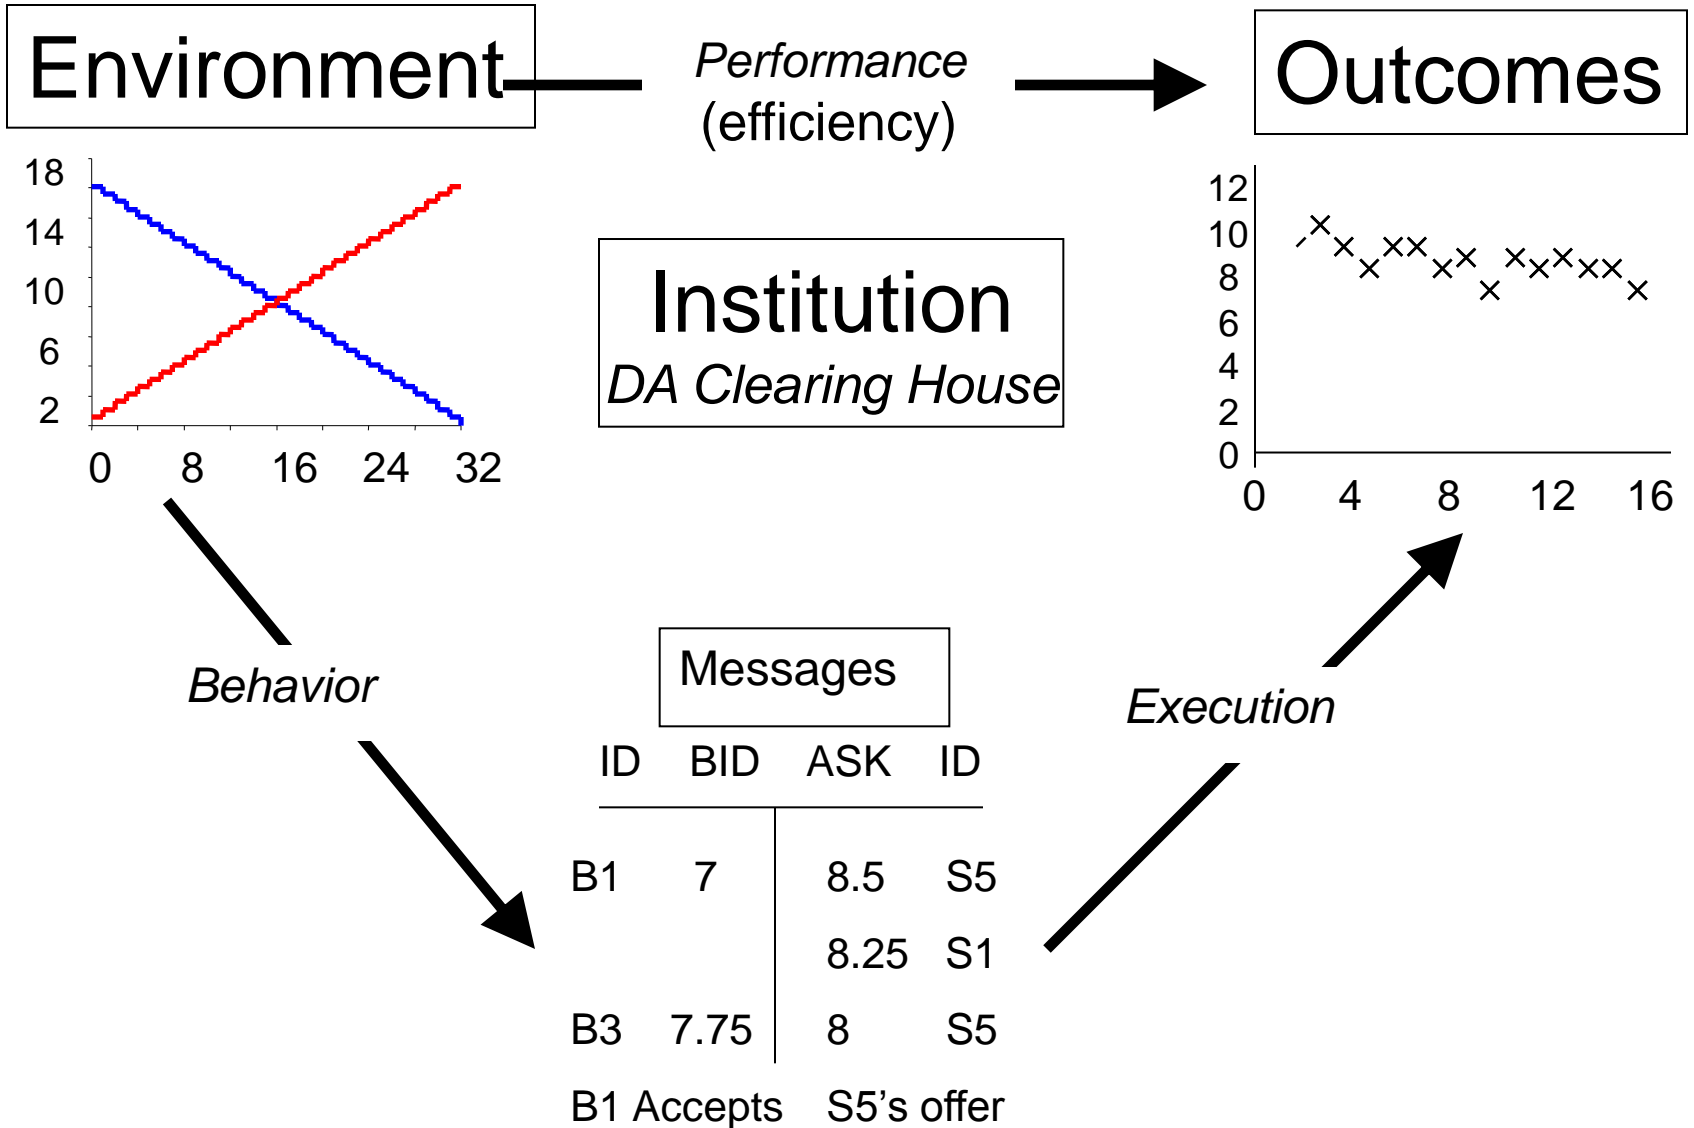 Environment
Performance
(efficiency)
Outcomes
18
14
10
6
2
0 8 16 24 32
Institution
DA Clearing House
12
10
8
6
4
2
0
0 4 8 12 16
Behavior
Messages
Execution
ID BID ASK ID
B1 7 8.5 S5
8.25 S1
B3 7.75 8 S5
B1 Accepts S5’s offer